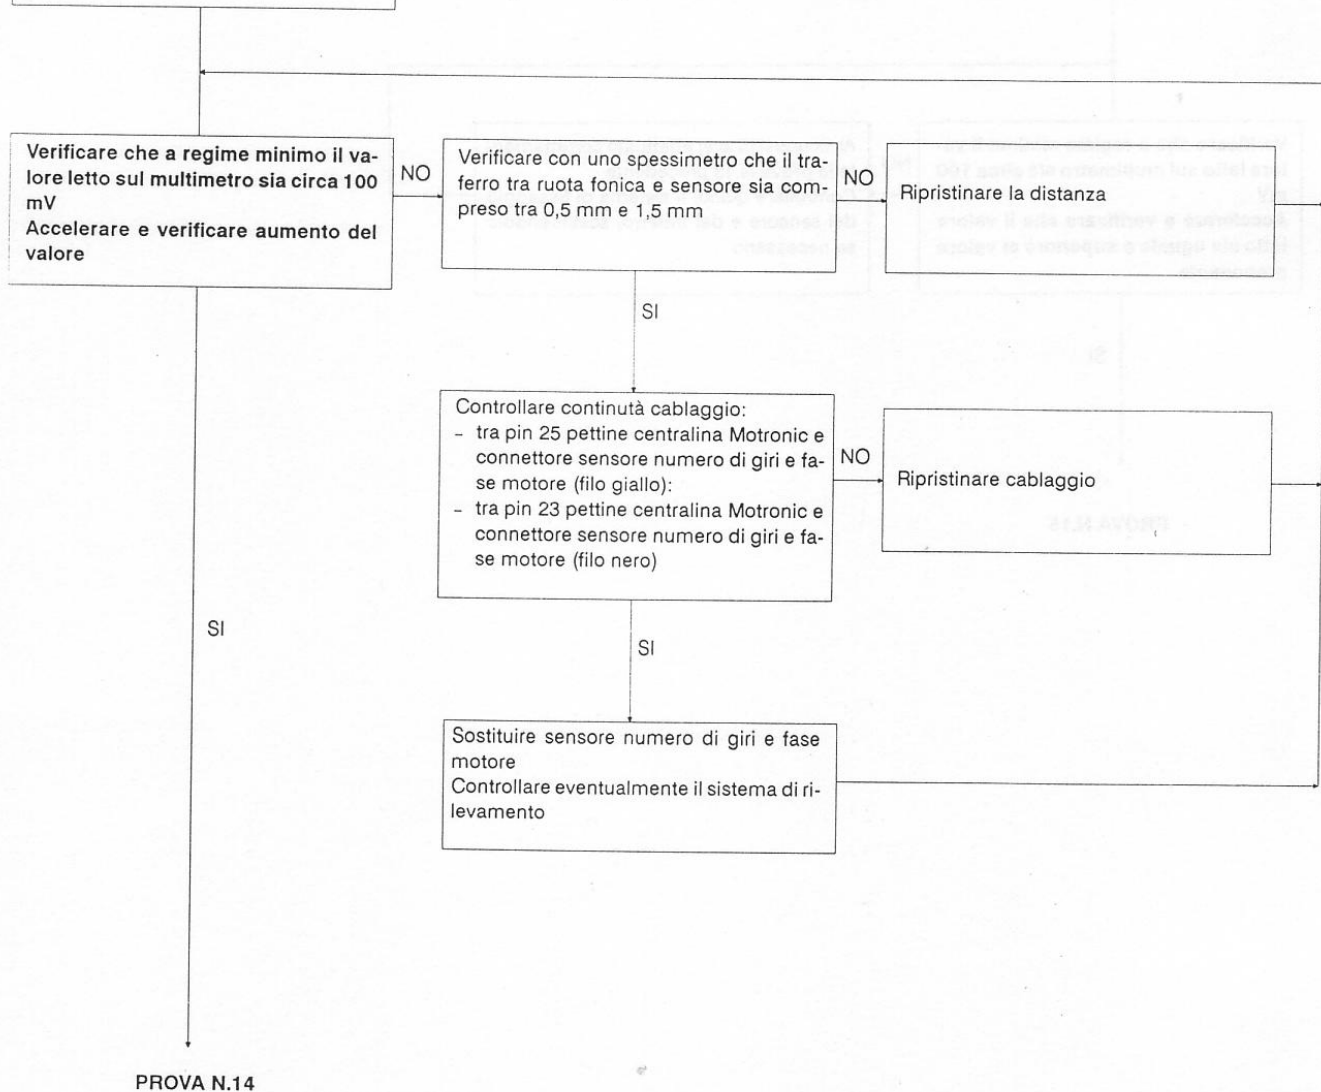 Verificare che a regime minimo il va-
lore letto sul multimetro sia circa 100
mV
Accelerare e verificare aumento del
valore
NO
Verificare con uno spessimetro che il tra-
ferro tra ruota fonica e sensore sia com-
preso tra 0,5 mm e 1,5 mm
NO
Ripristinare la distanza
SI
Controllare continutà cablaggio:
- tra pin 25 pettine centralina Motronic e
connettore sensore numero di giri e fa-
se motore (filo giallo):
- tra pin 23 pettine centralina Motronic e
connettore sensore numero di giri e fa-
se motore (filo nero)
NO
Ripristinare cablaggio
SI
SI
Sostituire sensore numero di giri e fase
motore
Controllare eventualmente il sistema di ri-
levamento
PROVA N.14